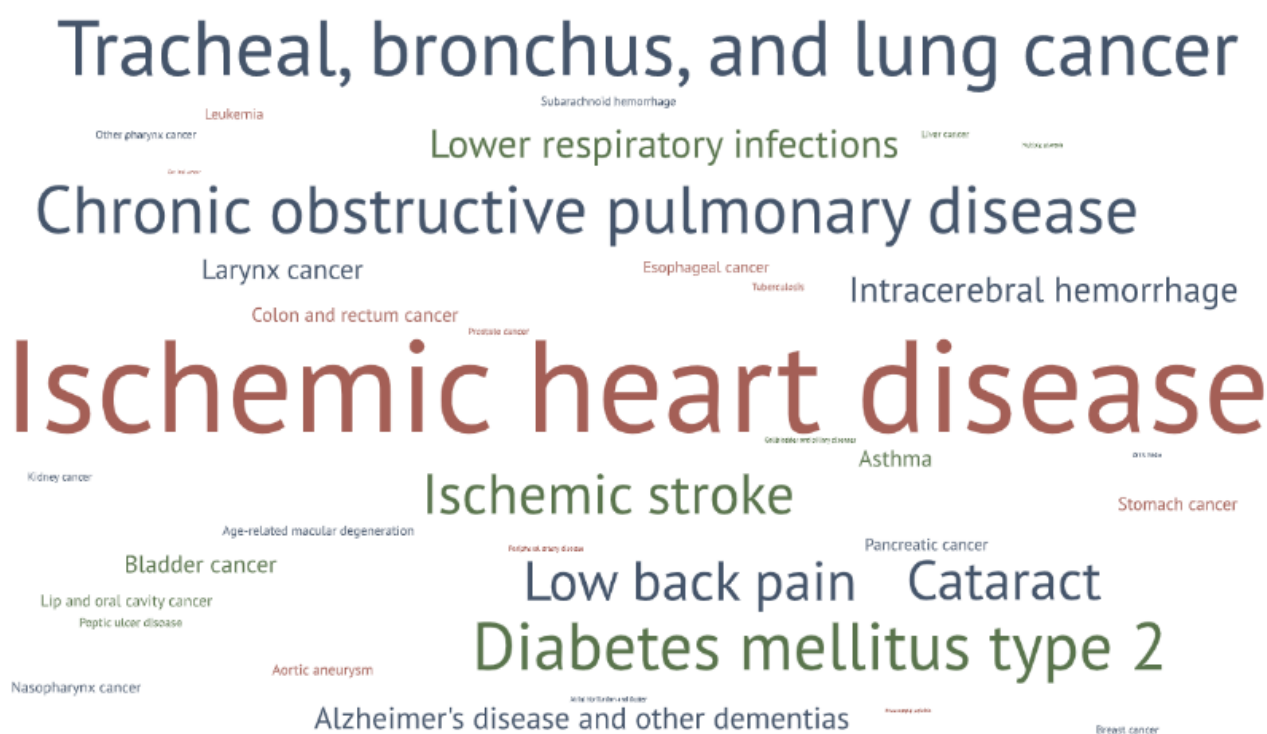 Tracheal, bronchus, and lung cancer
Subarachnoid hemorrhage
Leukemia
Other pharynx cancer
Lower respiratory infections
Liver cancer
Chronic obstructive pulmonary disease
Larynx cancer
Esophageal cancer
Tuberculosis
Intracerebral hemorrhage
Colon and rectum cancer
Prostate cancer
Ischemic heart disease
Asthma
Kidney cancer
Ischemic stroke
Stomach cancer
Age-related macular degeneration
Pancreatic cancer
Bladder cancer
Low back pain
Cataract
Lip and oral cavity cancer
Peptic ulcer disease
Diabetes mellitus type 2
Aortic aneurysm
Nasopharynx cancer
Alzheimer's disease and other dementias
Breast cancer